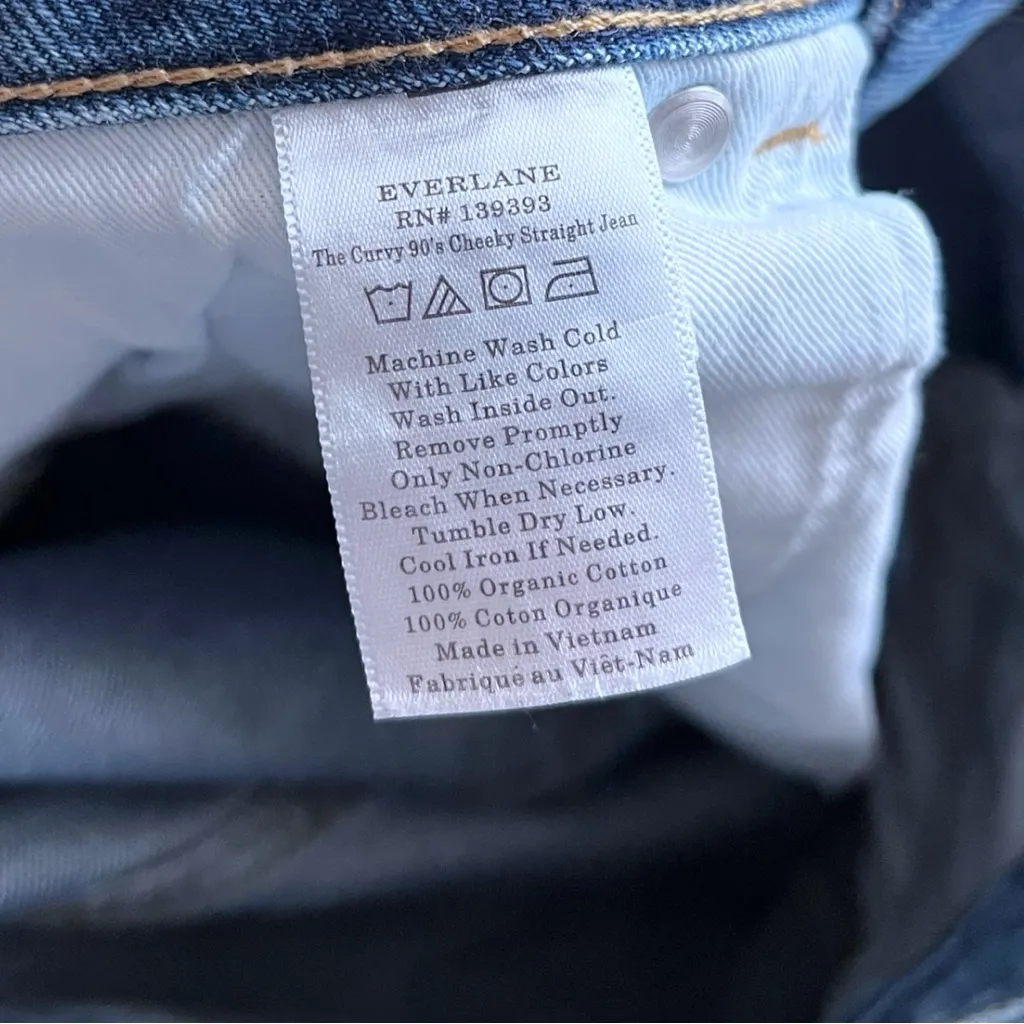 EVERLANE
RN# 139393
The Curvy 90's Cheeky Straight Jean
Machine Wash Cold
With Like Colors
Wash Inside Out.
Remove Promptly
Only Non-Chlorine
Bleach When Necessary.
Tumble Dry Low.
Cool Iron If Needed.
100% Organic Cotton
100% Coton Organique
Made in Vietnam
Fabriqué au Viêt-Nam